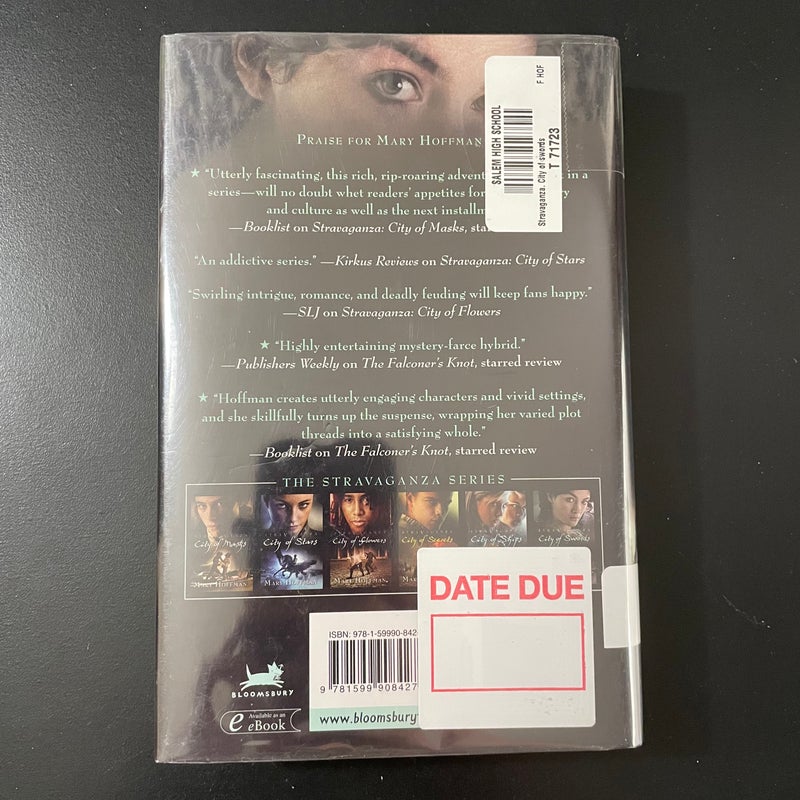 PRAISE FOR MARY HOFFMAN
★ "Utterly fascinating, this rich, rip-roaring in a
series—will no doubt whet readers' appetites for
and culture as well as the next
—Booklist on Stravaganza: City of Masks,
"An addictive series." —Kirkus Reviews on Stravaganza: City of Stars
"Swirling intrigue, romance, and deadly feuding will keep fans happy."
—SLJ on Stravaganza: City of Flowers
★ "Highly entertaining mystery-farce hybrid."
—Publishers Weekly on The Falconer's Knot, starred review
★ "Hoffman creates utterly engaging characters and vivid settings,
and she skillfully turns up the suspense, wrapping her varied plot
threads into a satisfying whole."
—Booklist on The Falconer's Knot, starred review
SALEM HIGH SCHOOL
Stravaganza. City of swords
T 71723
F HOF
THE STRAVAGANZA SERIES
City of Masks
MARY HOFFMAN
City of Stars
MARY HOFFMAN
City of Flowers
MARY HOFFMAN
City of Secrets
City of Ships
City of Swords
DATE DUE
ISBN: 978-1-59990-842
9 781599 908427
www.bloomsbury
BLOOMSBURY
e Available as an
eBook